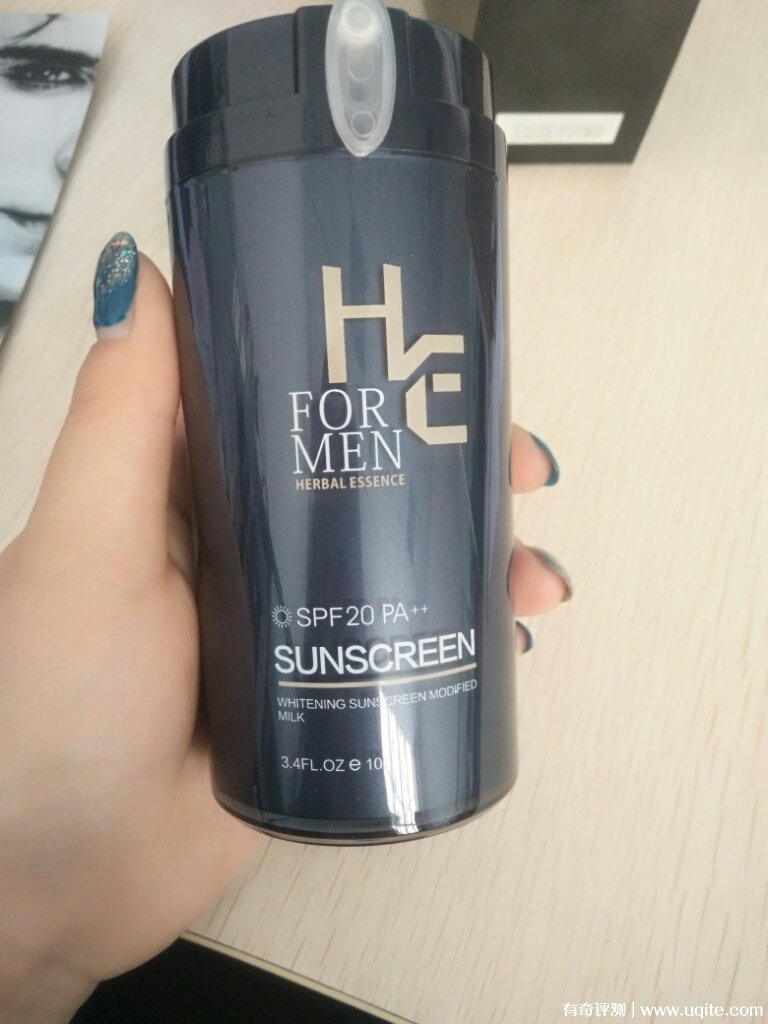 HE
FOR
MEN
HERBAL ESSENCE
SPF20 PA++
SUNSCREEN
WHITENING SUNSCREEN MODIFIED
MILK
3.4FL.OZ e
有奇评测 | www.uqite.com